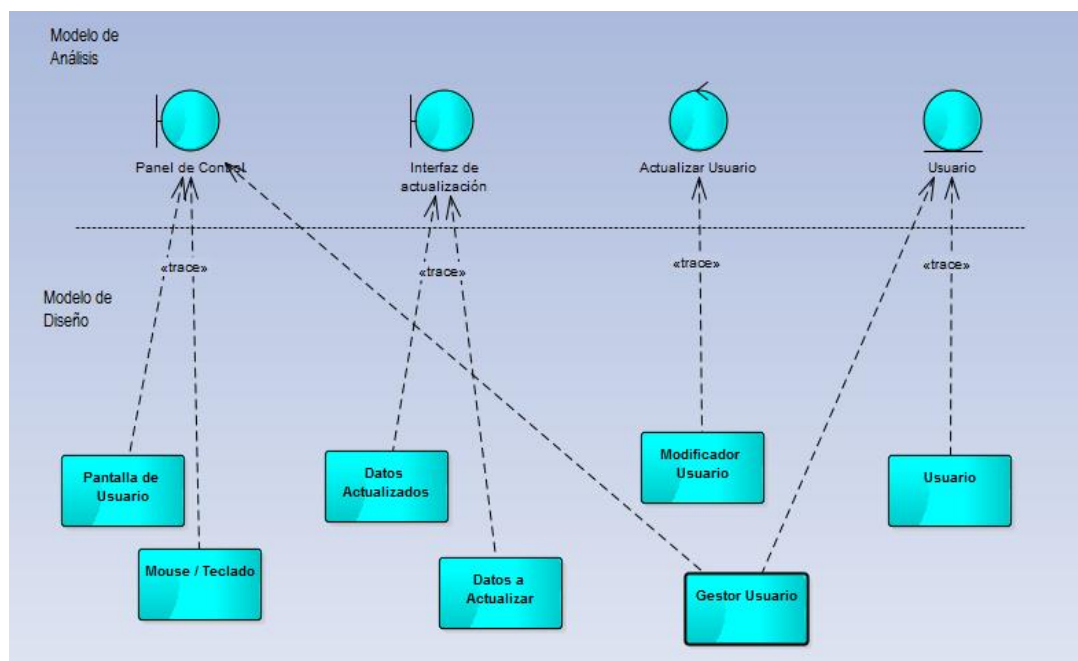 Modelo de
Análisis
Panel de Control
Interfaz de
actualización
Actualizar Usuario
Usuario
«trace»
«trace»
«trace»
«trace»
Modelo de
Diseño
Pantalla de
Usuario
Datos
Actualizados
Modificador
Usuario
Usuario
Mouse / Teclado
Datos a
Actualizar
Gestor Usuario